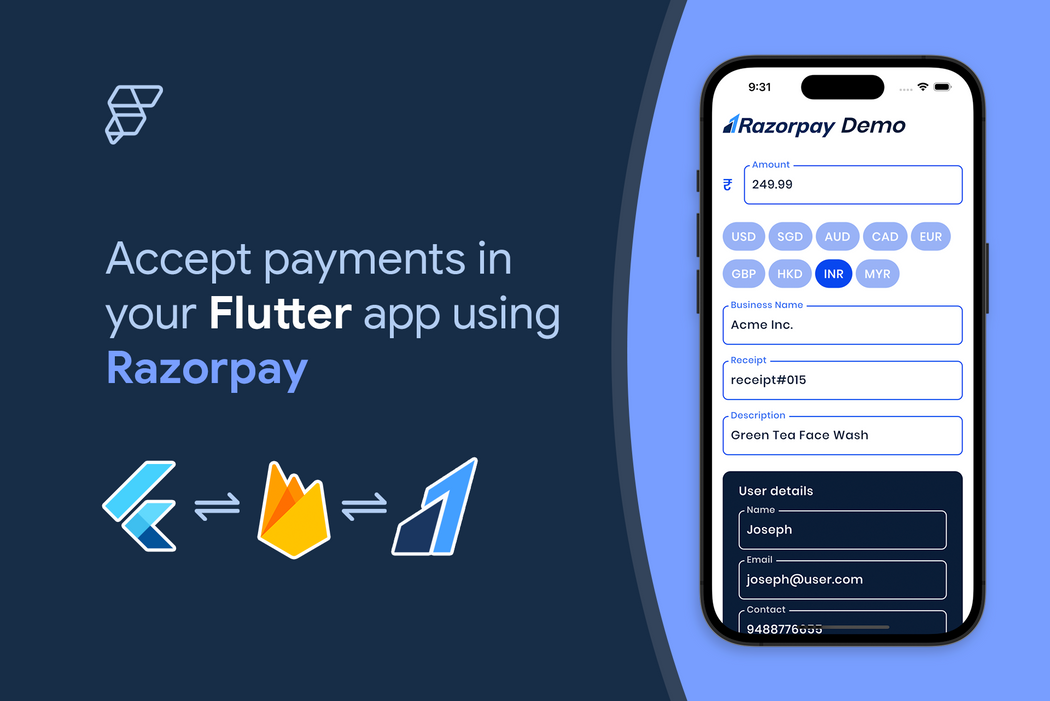 Accept payments in
your Flutter app using
Razorpay
9:31
Razorpay Demo
Amount
₹ 249.99
USD SGD AUD CAD EUR
GBP HKD INR MYR
Business Name
Acme Inc.
Receipt
receipt#015
Description
Green Tea Face Wash
User details
Name
Joseph
Email
joseph@user.com
Contact